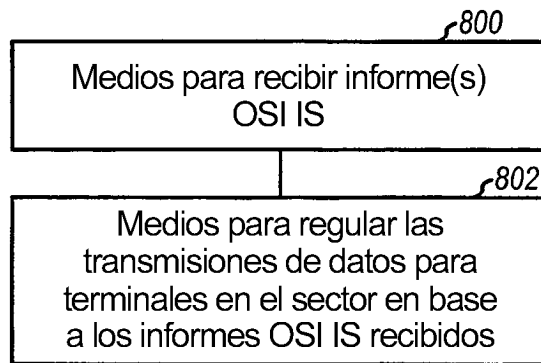 800
Medios para recibir informe(s)
OSI IS
802
Medios para regular las
transmisiones de datos para
terminales en el sector en base
a los informes OSI IS recibidos